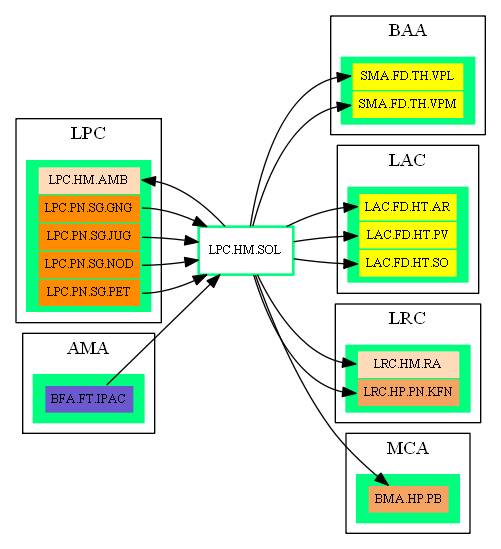 BAA
SMA.FD.TH.VPL
SMA.FD.TH.VPM
LPC
LPC.HM.AMB
LPC.PN.SG.GNG
LPC.PN.SG.JUG
LPC.PN.SG.NOD
LPC.PN.SG.PET
LAC
LAC.FD.HT.AR
LAC.FD.HT.PV
LAC.FD.HT.SO
LPC.HM.SOL
AMA
BFA.FT.IPAC
LRC
LRC.HM.RA
LRC.HP.PN.KFN
MCA
BMA.HP.PB